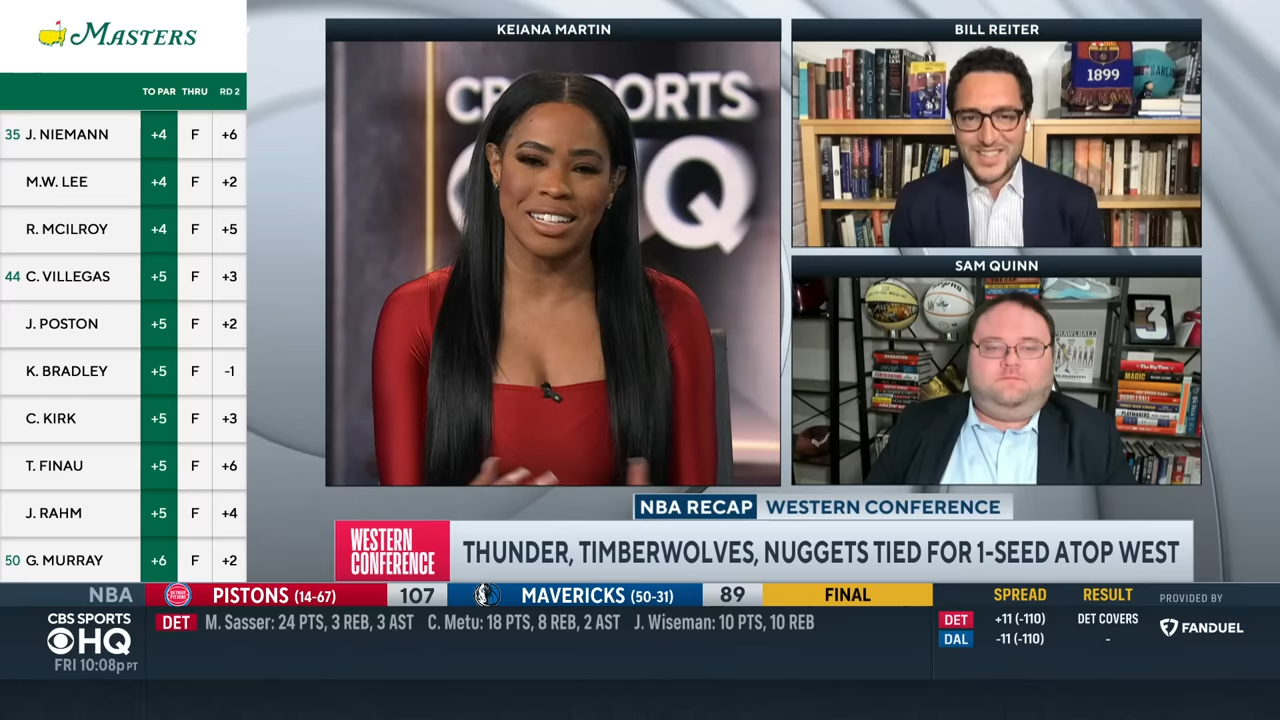 Masters
TO PAR THRU RD 2
35 J. NIEMANN +4 F +6
M.W. LEE +4 F +2
R. MCILROY +4 F +5
44 C. VILLEGAS +5 F +3
J. POSTON +5 F +2
K. BRADLEY +5 F -1
C. KIRK +5 F +3
T. FINAU +5 F +6
J. RAHM +5 F +4
50 G. MURRAY +6 F +2
KEIANA MARTIN
BILL REITER
1899
SAM QUINN
3
MAGIC
NBA RECAP WESTERN CONFERENCE
WESTERN
CONFERENCE
THUNDER, TIMBERWOLVES, NUGGETS TIED FOR 1-SEED ATOP WEST
NBA PISTONS (14-67) 107 MAVERICKS (50-31) 89 FINAL
SPREAD RESULT PROVIDED BY
CBS SPORTS
HQ
FRI 10:08p PT
DET M. Sasser: 24 PTS, 3 REB, 3 AST C. Metu: 18 PTS, 8 REB, 2 AST J. Wiseman: 10 PTS, 10 REB
DET +11 (-110) DET COVERS
DAL -11 (-110) -
FANDUEL